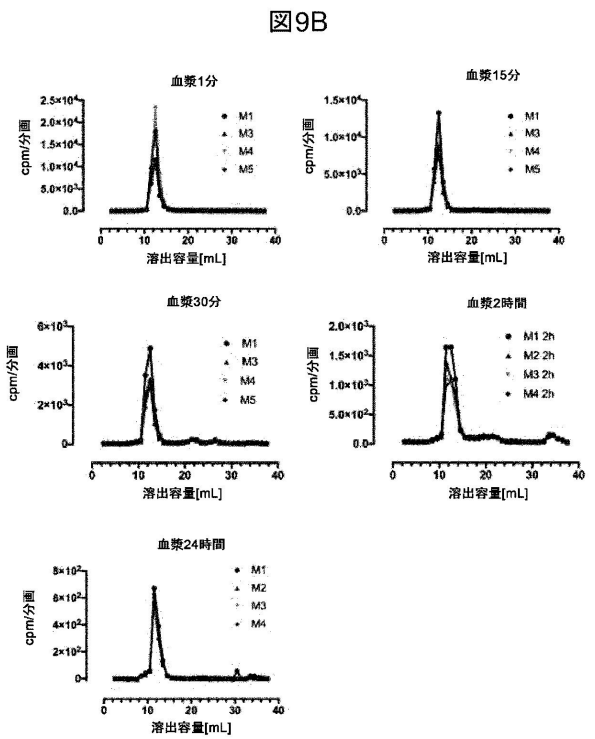 図9B
血漿1分
cpm/分画
2.5×10⁴
2.0×10⁴
1.5×10⁴
1.0×10⁴
5.0×10³
0.0
M1
M3
M4
M5
0 10 20 30 40
溶出容量[mL]
血漿15分
cpm/分画
1.5×10⁴
1.0×10⁴
5.0×10³
0.0
M1
M3
M4
M5
0 10 20 30 40
溶出容量[mL]
血漿30分
cpm/分画
6×10³
4×10³
2×10³
0
M1
M3
M4
M5
0 10 20 30 40
溶出容量[mL]
血漿2時間
cpm/分画
2.0×10³
1.5×10³
1.0×10³
5.0×10²
0.0
M1 2h
M2 2h
M3 2h
M4 2h
0 10 20 30 40
溶出容量[mL]
血漿24時間
cpm/分画
8×10²
6×10²
4×10²
2×10²
0
M1
M2
M3
M4
0 10 20 30 40
溶出容量[mL]